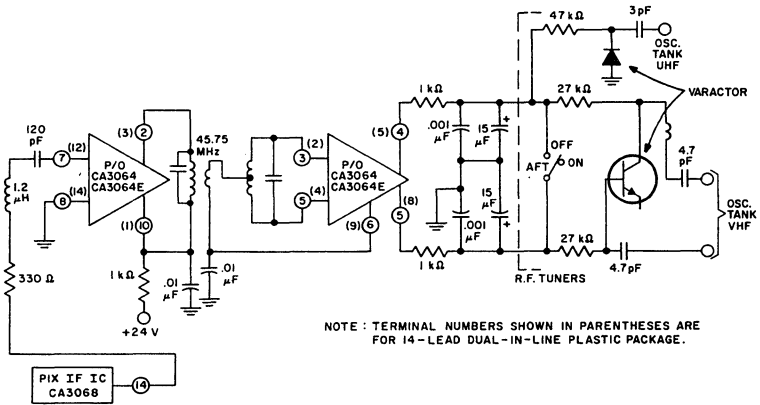 47 kΩ
3 pF
OSC.
TANK
UHF
1 kΩ
27 kΩ
VARACTOR
120
pF
(12)
7
(3)
2
45.75
MHz
P/O
CA3064
CA3064E
(14)
8
1.2
μH
(1)
10
330 Ω
1 kΩ
.01
μF
+24 V
.01
μF
(2)
3
(4)
5
P/O
CA3064
CA3064E
(5)
4
(8)
5
(9)
6
.001
μF
15
μF
+
.001
μF
15
μF
+
1 kΩ
OFF
AFT
ON
4.7
pF
OSC.
TANK
VHF
27 kΩ
4.7pF
R.F. TUNERS
NOTE : TERMINAL NUMBERS SHOWN IN PARENTHESES ARE
FOR 14-LEAD DUAL-IN-LINE PLASTIC PACKAGE.
PIX IF IC
CA3068
14